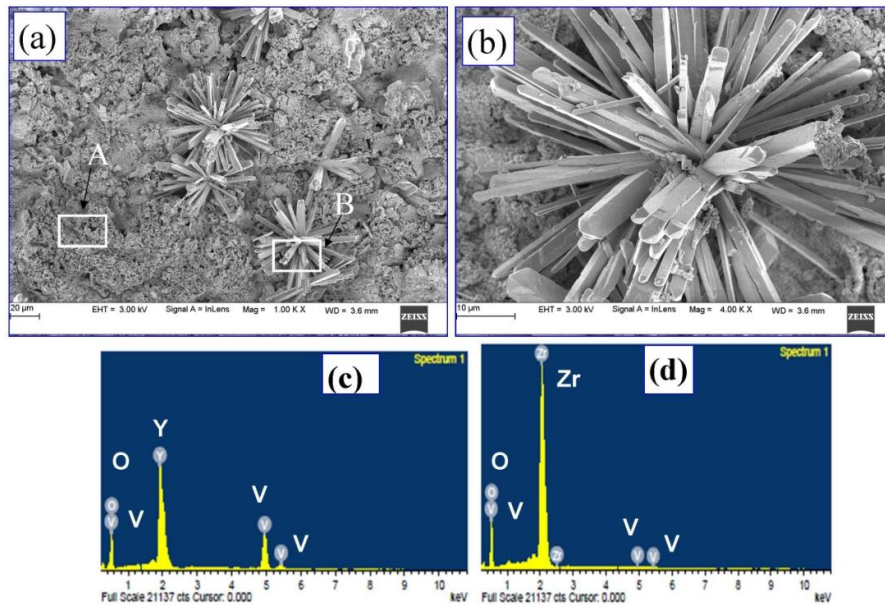 (a)
A
B
20 µm
EHT = 3.00 kV
Signal A = InLens
Mag = 1.00 K X
WD = 3.6 mm
ZEISS
(b)
10 µm
EHT = 3.00 kV
Signal A = InLens
Mag = 4.00 K X
WD = 3.6 mm
ZEISS
(c)
Spectrum 1
Y
Y
O
O
V
V
V
V
V
V
1 2 3 4 5 6 7 8 9 10
Full Scale 21137 cts Cursor: 0.000
keV
(d)
Spectrum 1
Zr
Zr
O
O
V
V
Zr
V
V
V
V
1 2 3 4 5 6 7 8 9 10
Full Scale 21137 cts Cursor: 0.000
keV